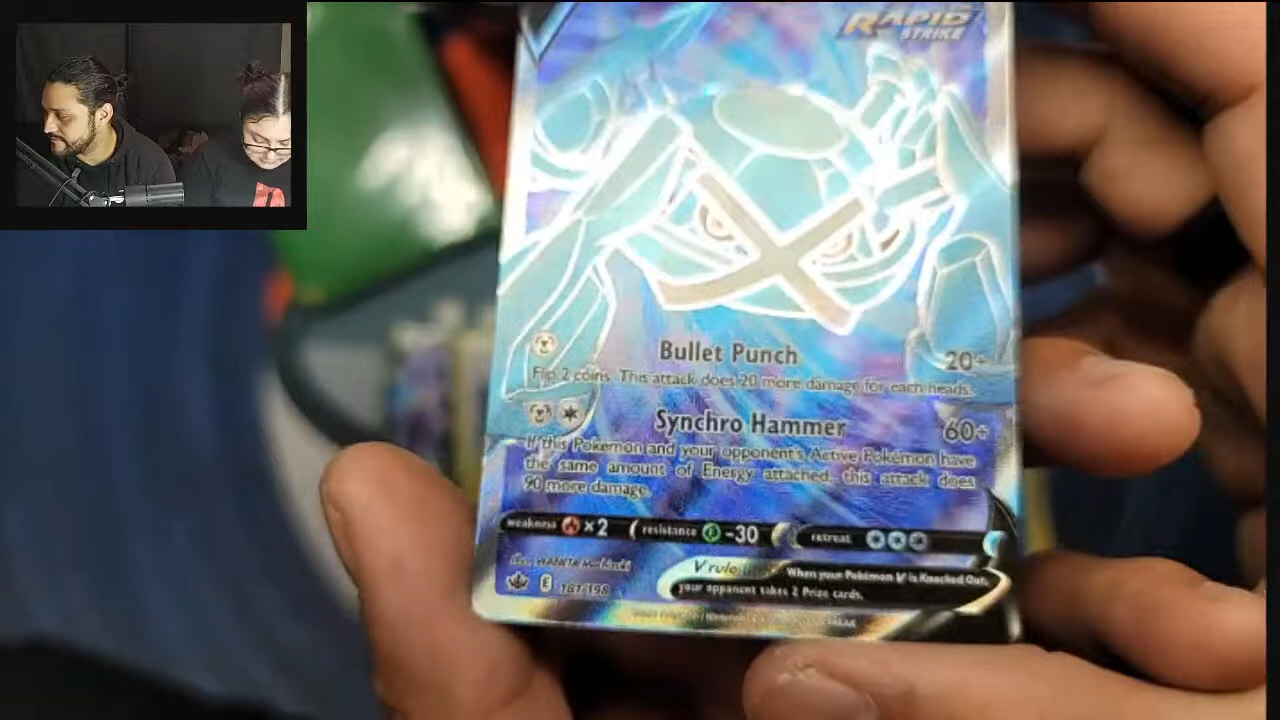 RAPID
STRIKE
Bullet Punch 20+
Flip 2 coins. This attack does 20 more damage for each heads.
Synchro Hammer 60+
If this Pokémon and your opponent's Active Pokémon have
the same amount of Energy attached, this attack does
90 more damage.
weakness ×2 resistance -30 retreat
V rule When your Pokémon V is Knocked Out,
your opponent takes 2 Prize cards.
E /198